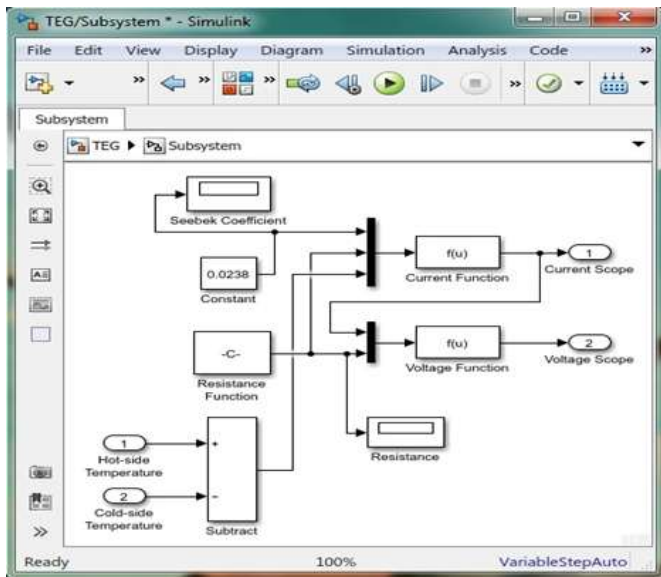 TEG/Subsystem * - Simulink
File Edit View Display Diagram Simulation Analysis Code »
» » » »
Subsystem
TEG Subsystem
Seebek Coefficient
0.0238
Constant
f(u)
Current Function
1
Current Scope
-C-
Resistance
Function
f(u)
Voltage Function
2
Voltage Scope
Resistance
1
Hot-side
Temperature
2
Cold-side
Temperature
+
−
Subtract
»
Ready 100% VariableStepAuto